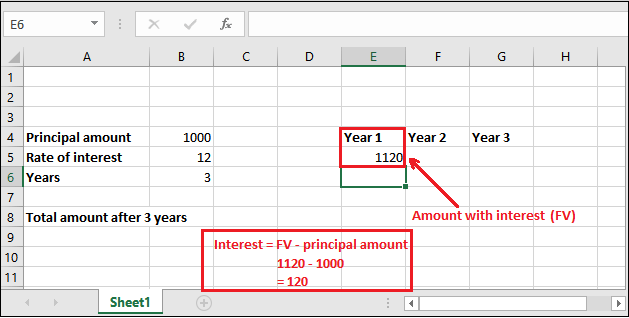 E6
fx
A B C D E F G H
1
2
3
4 Principal amount 1000 Year 1 Year 2 Year 3
5 Rate of interest 12 1120
6 Years 3
7
Amount with interest (FV)
8 Total amount after 3 years
9 Interest = FV - principal amount
10 1120 - 1000
11 = 120
Sheet1